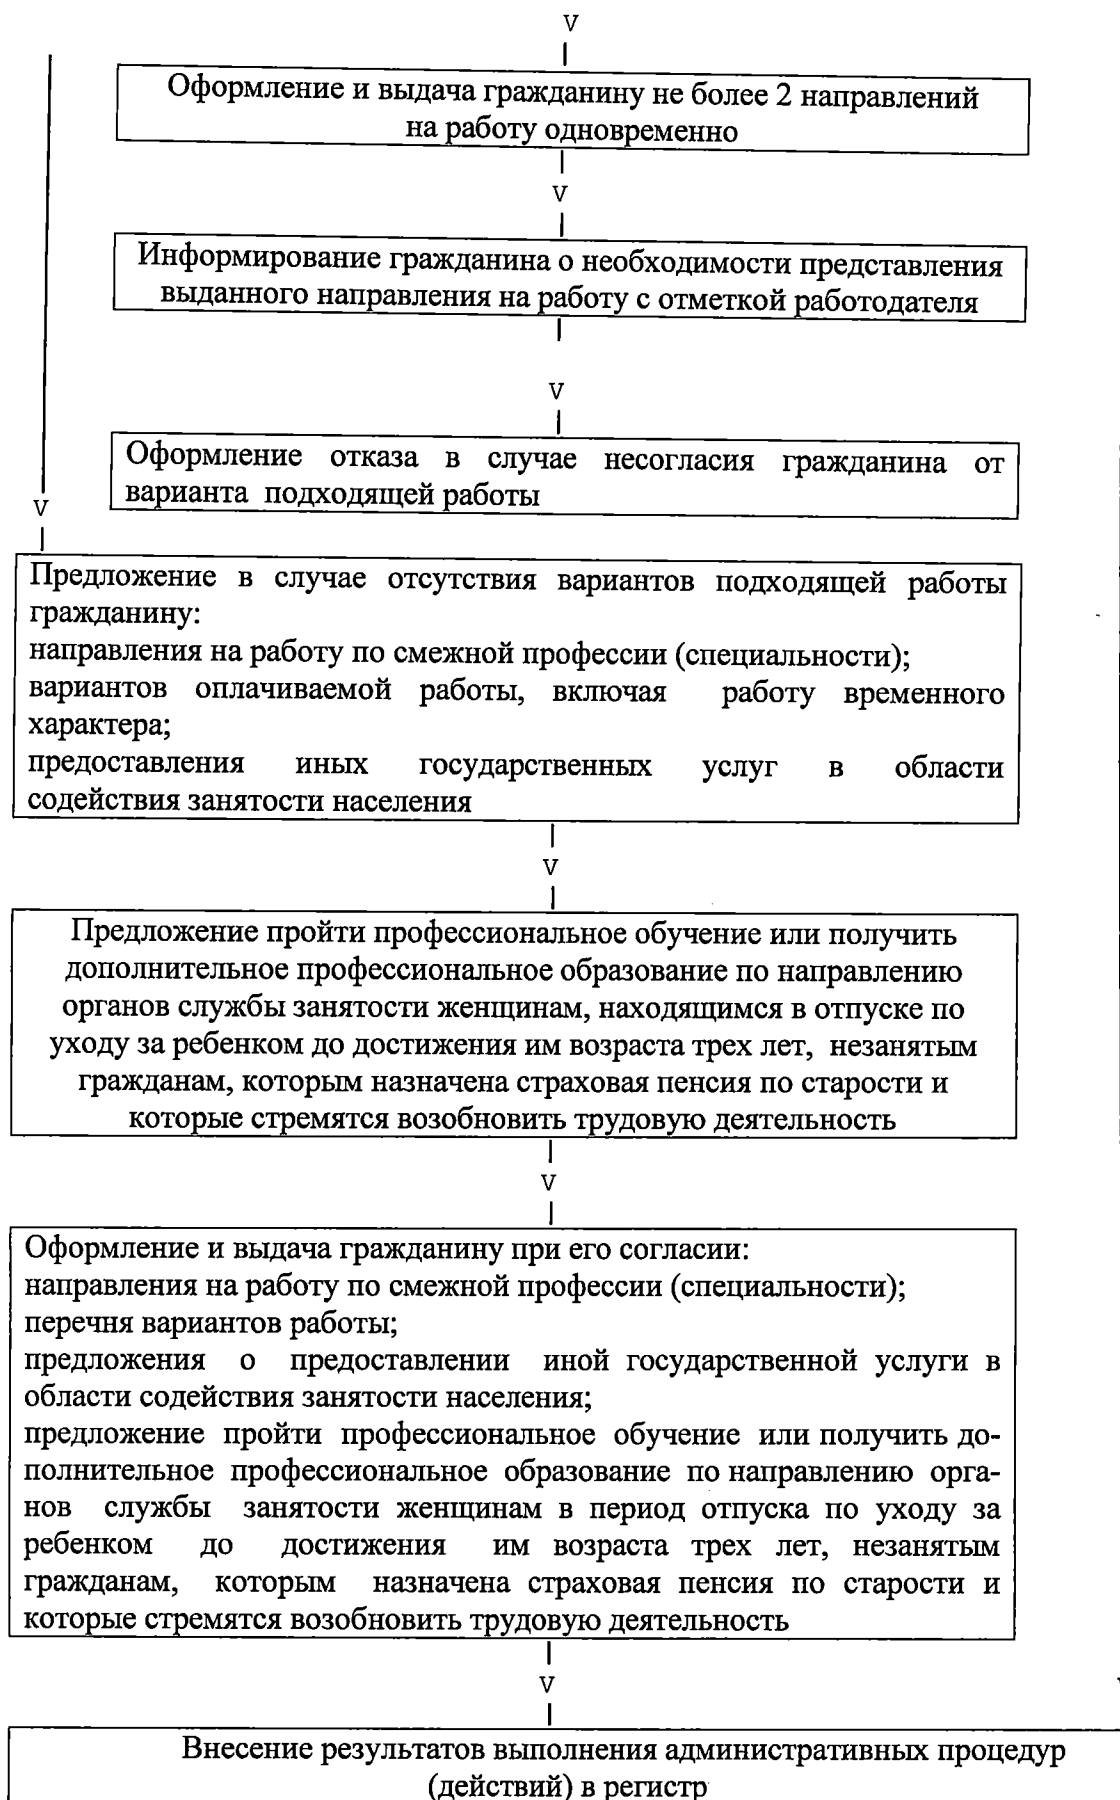 V
Оформление и выдача гражданину не более 2 направлений
на работу одновременно
V
Информирование гражданина о необходимости представления
выданного направления на работу с отметкой работодателя
V
Оформление отказа в случае несогласия гражданина от
варианта подходящей работы
V
Предложение в случае отсутствия вариантов подходящей работы
гражданину:
направления на работу по смежной профессии (специальности);
вариантов оплачиваемой работы, включая работу временного
характера;
предоставления иных государственных услуг в области
содействия занятости населения
V
Предложение пройти профессиональное обучение или получить
дополнительное профессиональное образование по направлению
органов службы занятости женщинам, находящимся в отпуске по
уходу за ребенком до достижения им возраста трех лет, незанятым
гражданам, которым назначена страховая пенсия по старости и
которые стремятся возобновить трудовую деятельность
V
Оформление и выдача гражданину при его согласии:
направления на работу по смежной профессии (специальности);
перечня вариантов работы;
предложения о предоставлении иной государственной услуги в
области содействия занятости населения;
предложение пройти профессиональное обучение или получить до-
полнительное профессиональное образование по направлению орга-
нов службы занятости женщинам в период отпуска по уходу за
ребенком до достижения им возраста трех лет, незанятым
гражданам, которым назначена страховая пенсия по старости и
которые стремятся возобновить трудовую деятельность
V
Внесение результатов выполнения административных процедур
(действий) в регистр